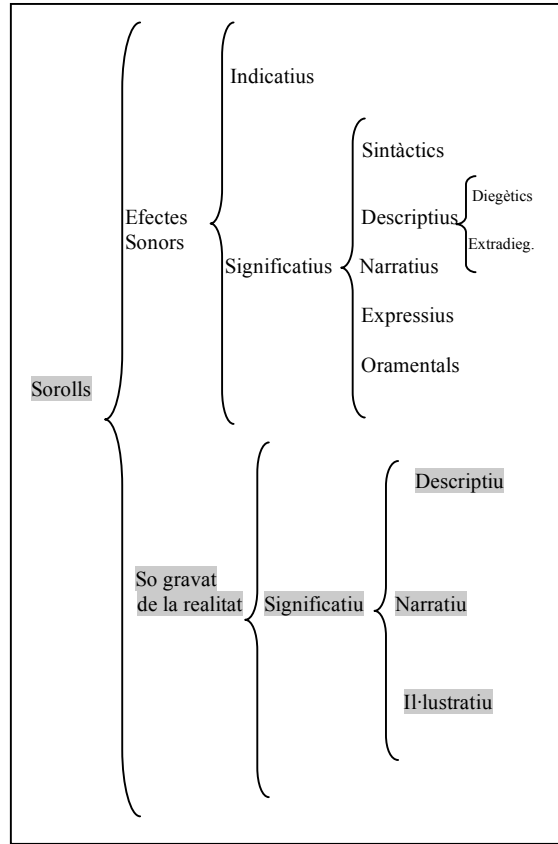 Indicatius
Sintàctics
Diegètics
Efectes
Sonors
Descriptius
Extradieg.
Significatius
Narratius
Expressius
Oramentals
Sorolls
Descriptiu
So gravat
de la realitat
Significatiu
Narratiu
Il·lustratiu